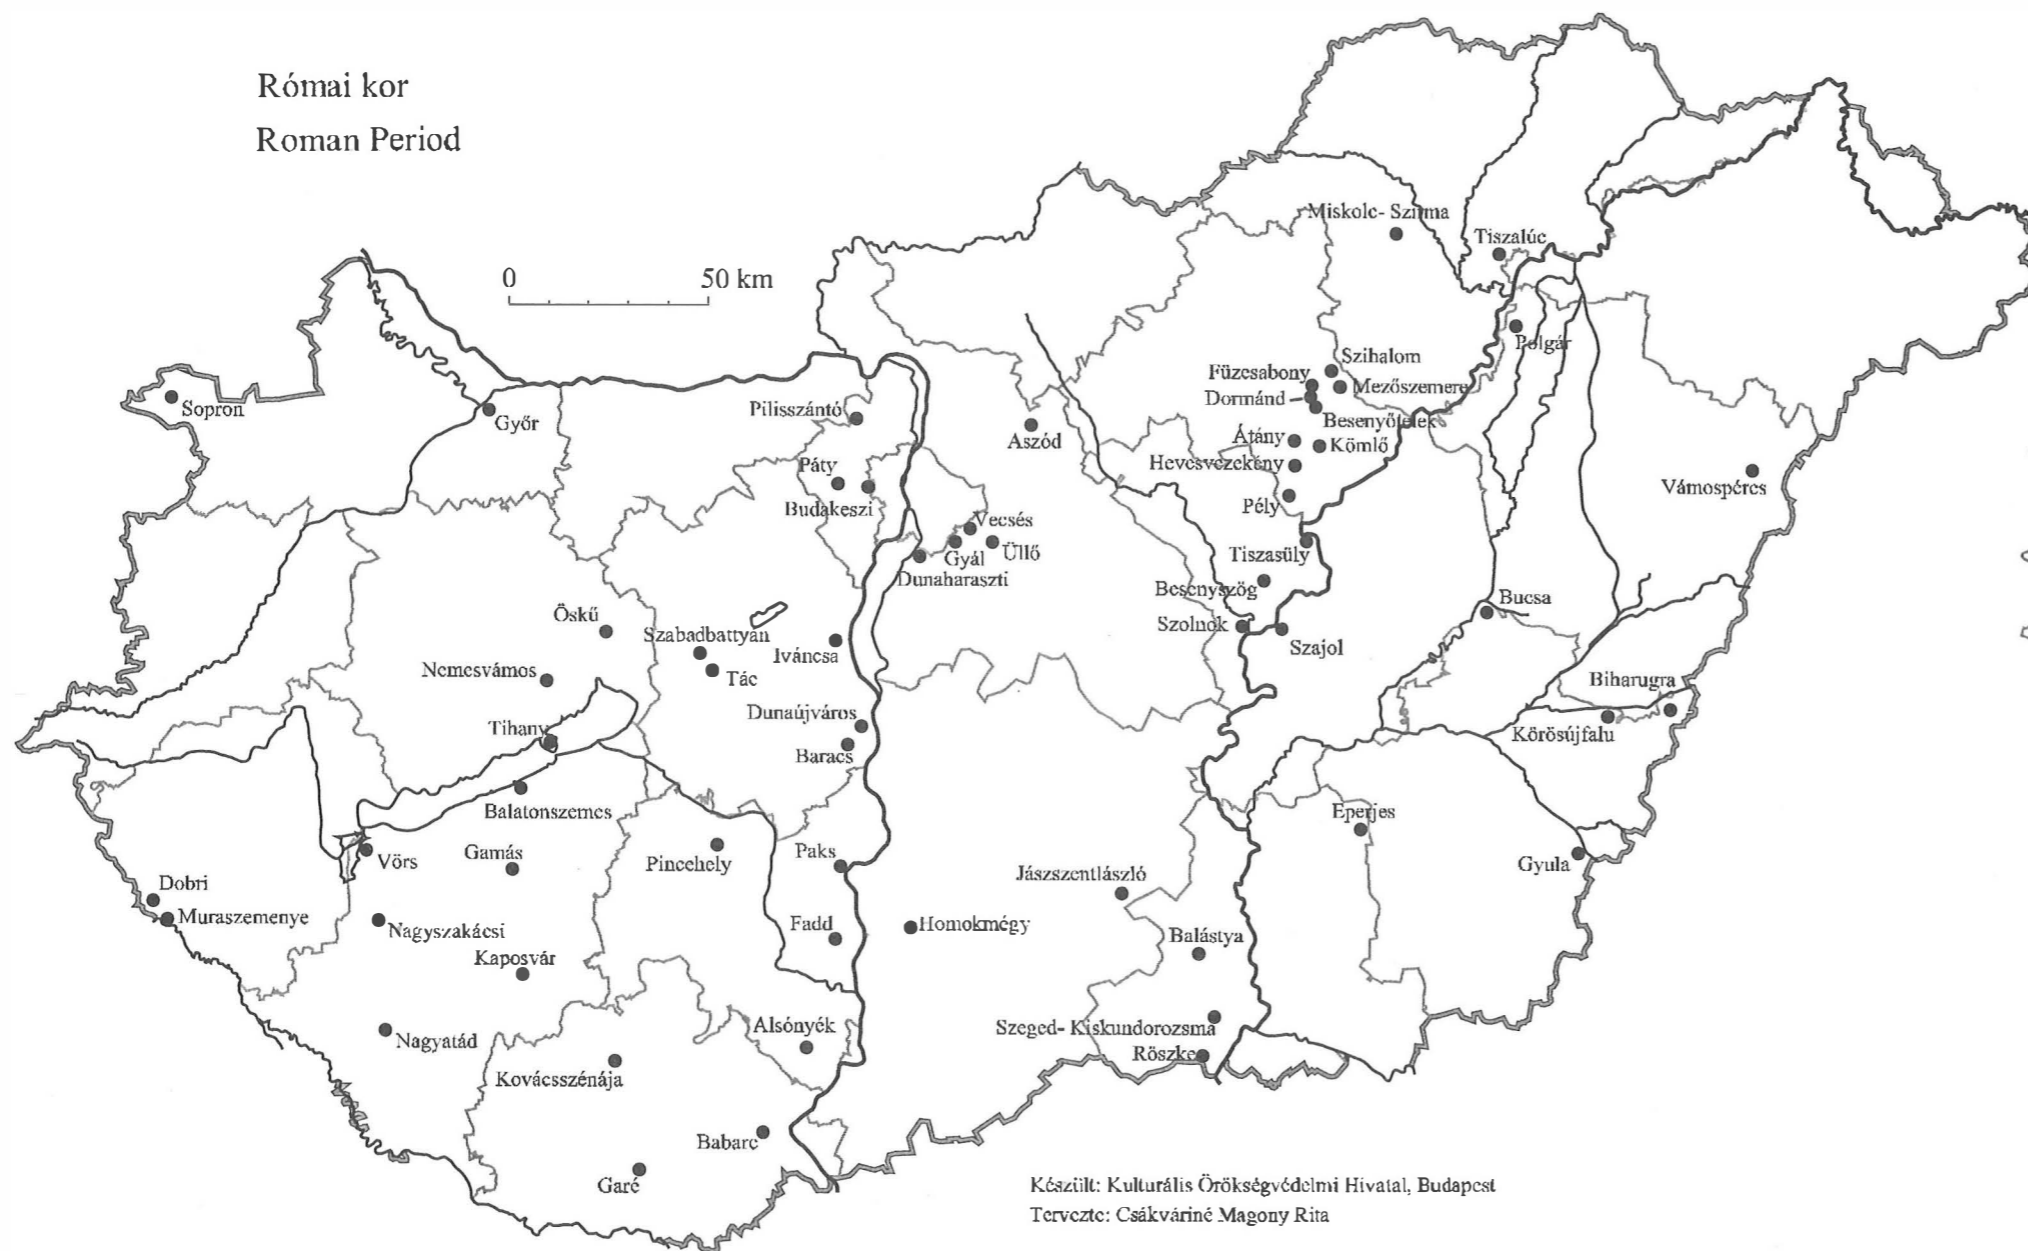 Római kor
Roman Period
0 50 km
Miskolc- Szirma
Tiszalúc
Polgár
Sopron
Győr
Pilisszántó
Aszód
Szihalom
Füzesabony
Mezőszemere
Dormánd
Besenyőtelek
Átány
Kömlő
Hevesvezekény
Pély
Vámospércs
Páty
Budakeszi
Vecsés
Gyál
Üllő
Dunaharaszti
Tiszasüly
Besenyszög
Szolnok
Szajol
Bucsa
Öskü
Szabadbattyán
Tác
Iváncsa
Nemesvámos
Biharugra
Körösújfalu
Tihany
Dunaújváros
Baracs
Balatonszemes
Eperjes
Vörs
Gamás
Pincehely
Paks
Gyula
Jászszentlászló
Dobri
Muraszemenye
Nagyszakácsi
Fadd
Homokmégy
Balástya
Kaposvár
Nagyatád
Alsónyék
Szeged- Kiskundorozsma
Röszke
Kovácsszénája
Babarc
Garé
Készült: Kulturális Örökségvédelmi Hivatal, Budapest
Tervezte: Csákváriné Magony Rita